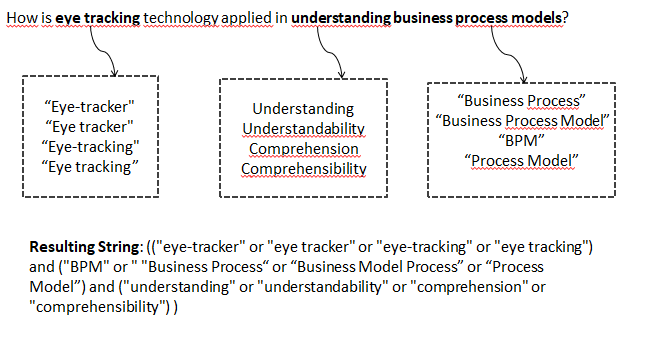 How is eye tracking technology applied in understanding business process models?
“Eye-tracker"
“Eye tracker"
“Eye-tracking"
“Eye tracking”
Understanding
Understandability
Comprehension
Comprehensibility
“Business Process”
“Business Process Model”
“BPM”
“Process Model”
Resulting String: (("eye-tracker" or "eye tracker" or "eye-tracking" or "eye tracking")
and ("BPM" or " "Business Process“ or “Business Model Process” or “Process
Model”) and ("understanding" or "understandability" or "comprehension" or
"comprehensibility") )